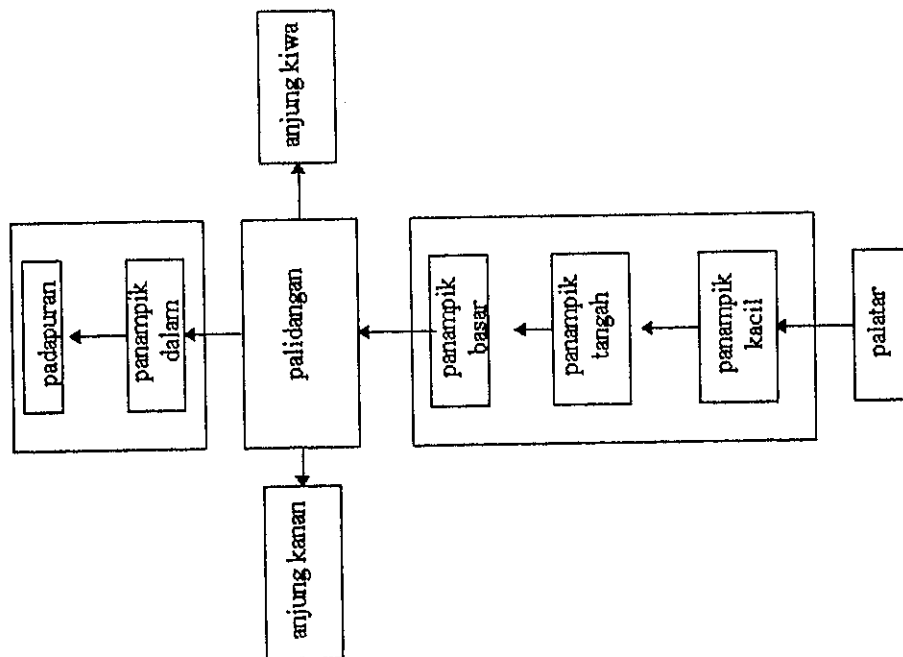 padapuran
panampik
dalam
anjung kanan
palidangan
anjung kiwa
panampik
basar
panampik
tangah
panampik
kacil
palatar